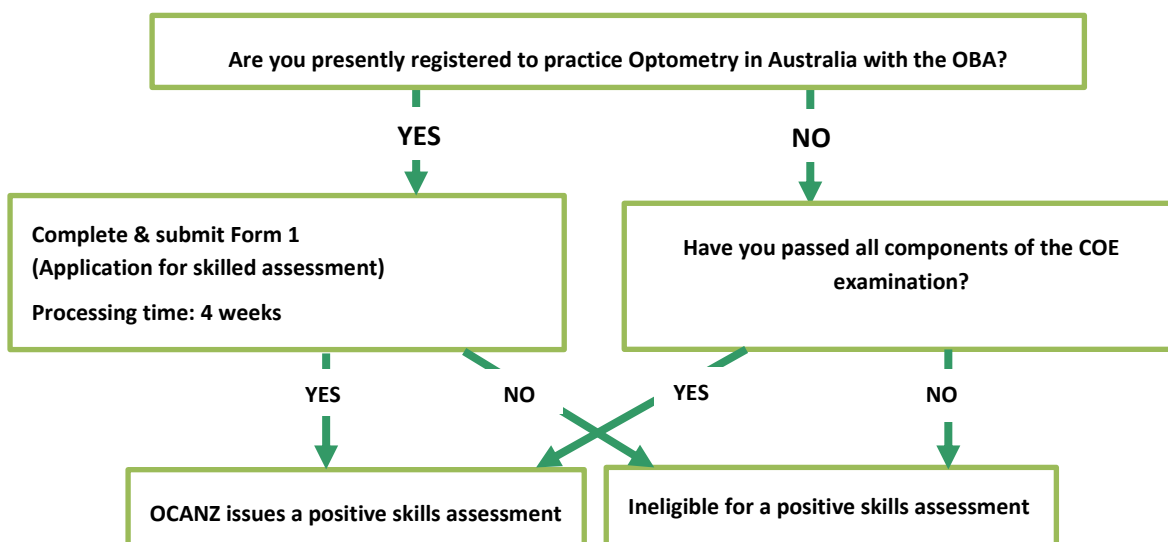 Are you presently registered to practice Optometry in Australia with the OBA?
YES
NO
Complete & submit Form 1
(Application for skilled assessment)
Processing time: 4 weeks
Have you passed all components of the COE
examination?
YES
NO
YES
NO
OCANZ issues a positive skills assessment
Ineligible for a positive skills assessment